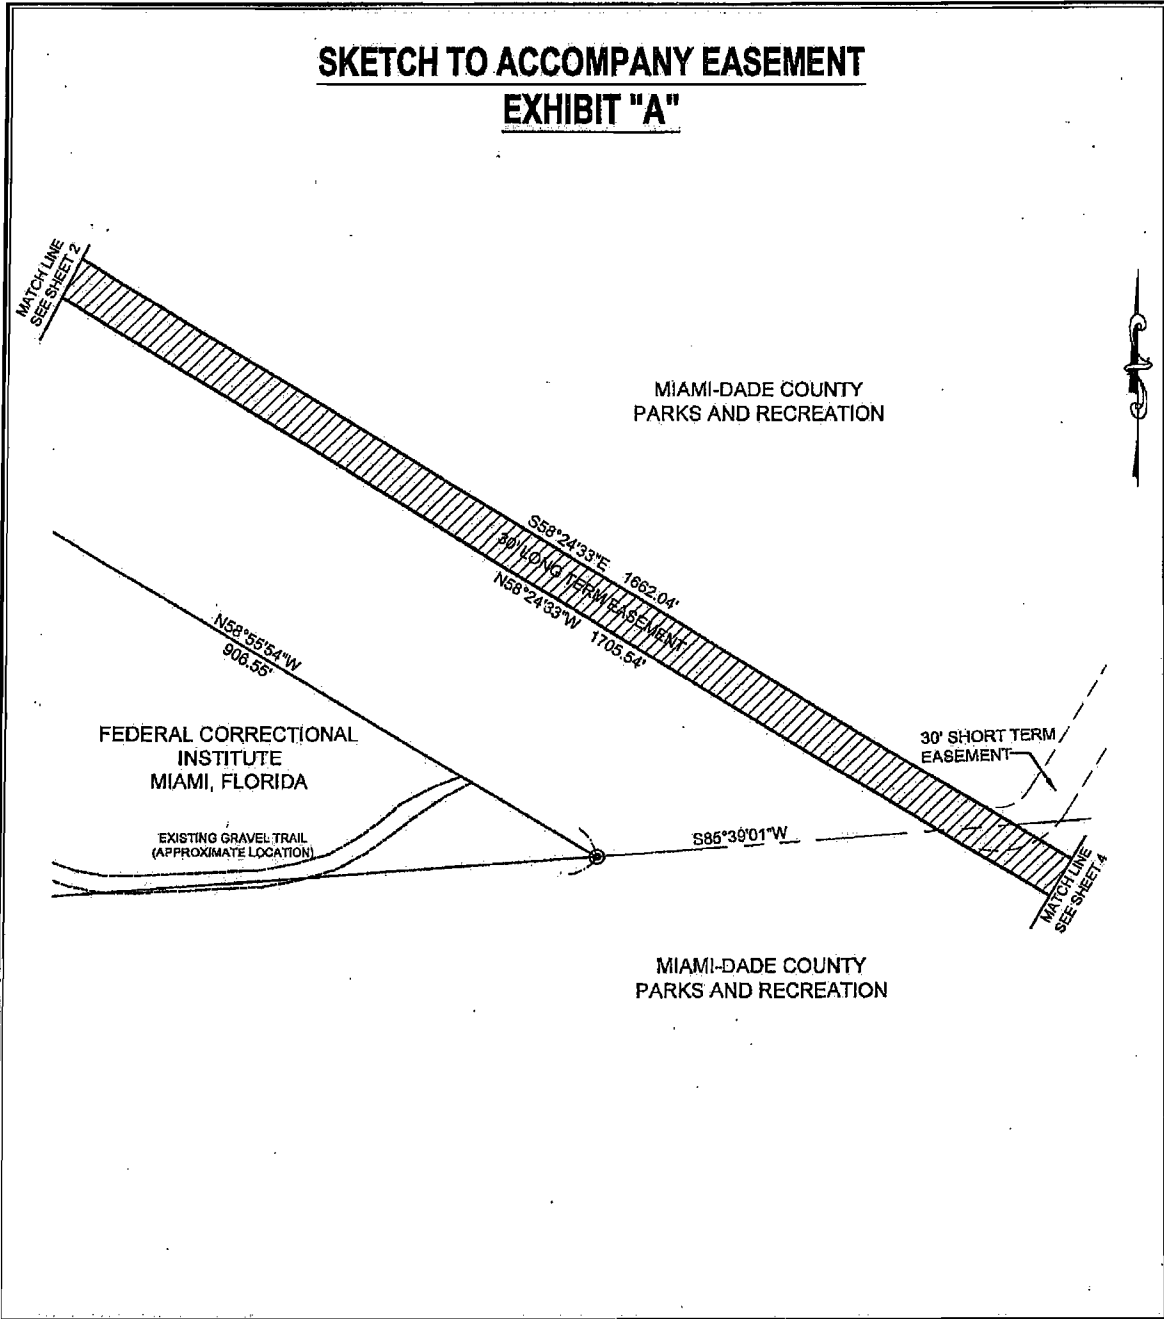 SKETCH TO ACCOMPANY EASEMENT
EXHIBIT "A"
MATCH LINE
SEE SHEET 2
MIAMI-DADE COUNTY
PARKS AND RECREATION
S58°24'33"E 1662.04'
30' LONG TERM EASEMENT
N58°24'33"W 1705.54'
N58°55'54"W
906.55'
FEDERAL CORRECTIONAL
INSTITUTE
MIAMI, FLORIDA
30' SHORT TERM
EASEMENT
EXISTING GRAVEL TRAIL
(APPROXIMATE LOCATION)
S85°39'01"W
MATCH LINE
SEE SHEET 4
MIAMI-DADE COUNTY
PARKS AND RECREATION